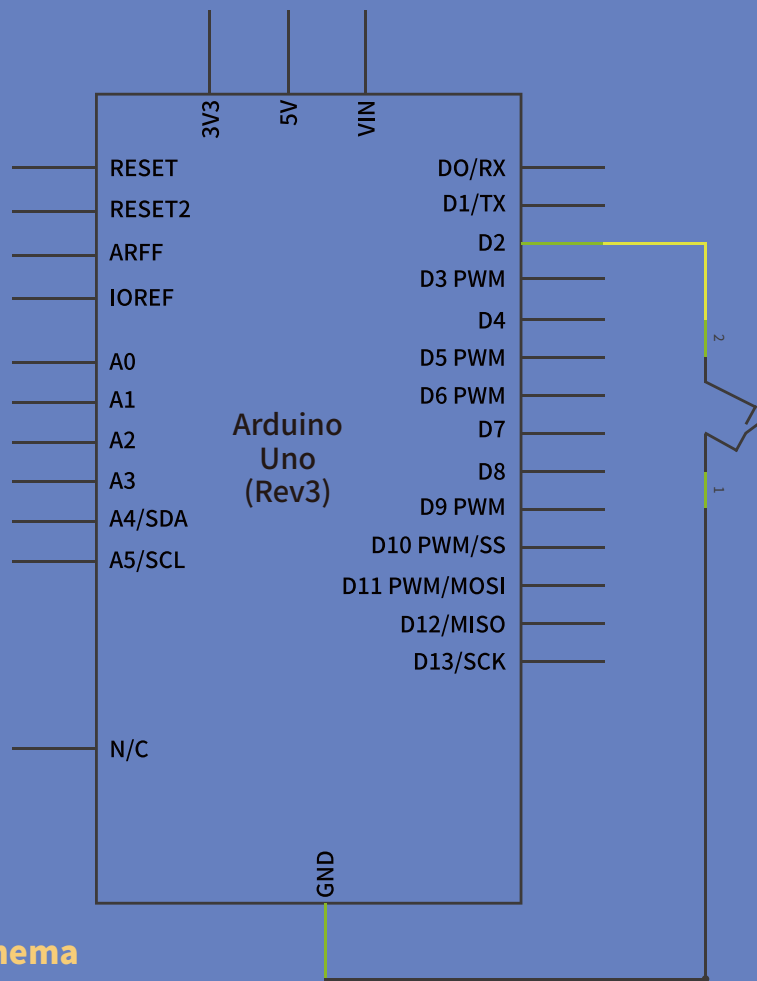 3V3
5V
VIN
RESET
RESET2
ARFF
IOREF
A0
A1
A2
A3
A4/SDA
A5/SCL
N/C
Arduino
Uno
(Rev3)
DO/RX
D1/TX
D2
D3 PWM
D4
D5 PWM
D6 PWM
D7
D8
D9 PWM
D10 PWM/SS
D11 PWM/MOSI
D12/MISO
D13/SCK
2
1
GND
hema